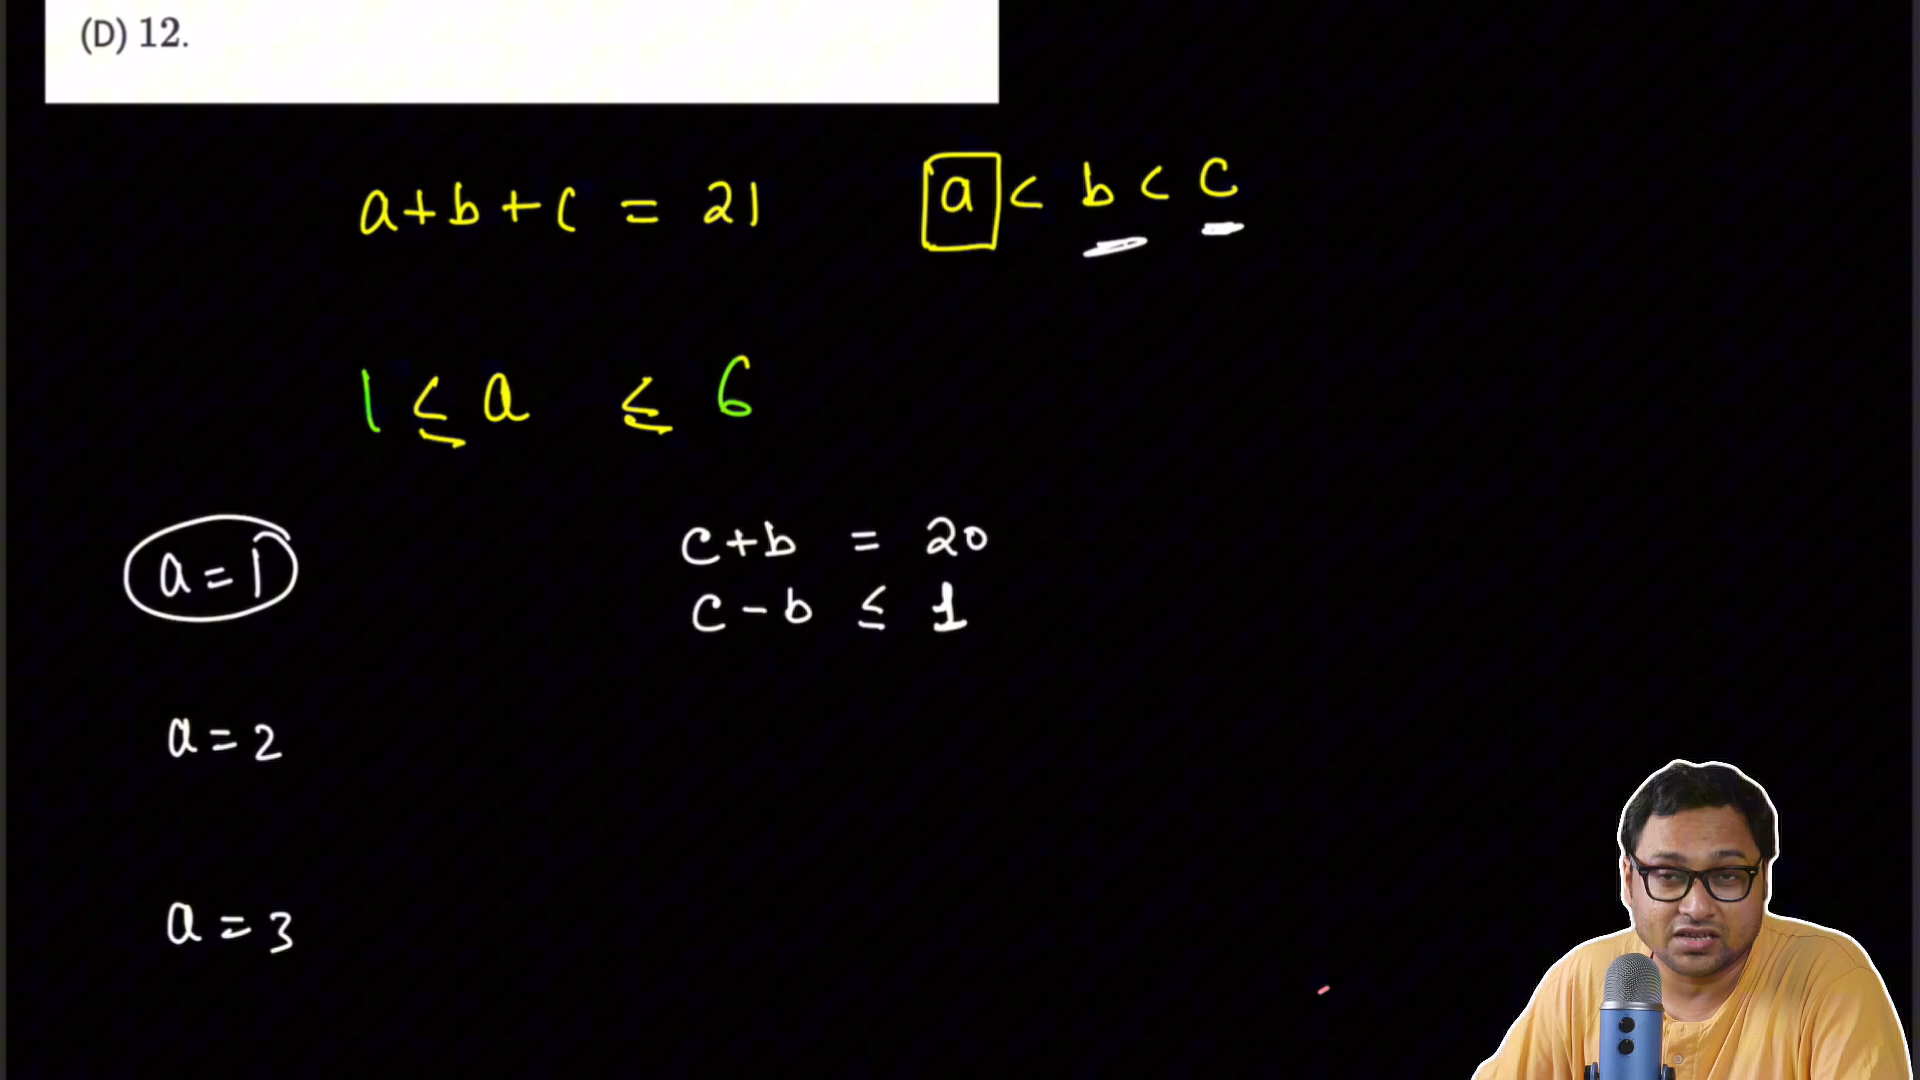 (D) 12.
a+b+c = 21 a < b < c
1 ≤ a ≤ 6
a=1 c+b = 20
c-b ≤ 1
a=2
a=3